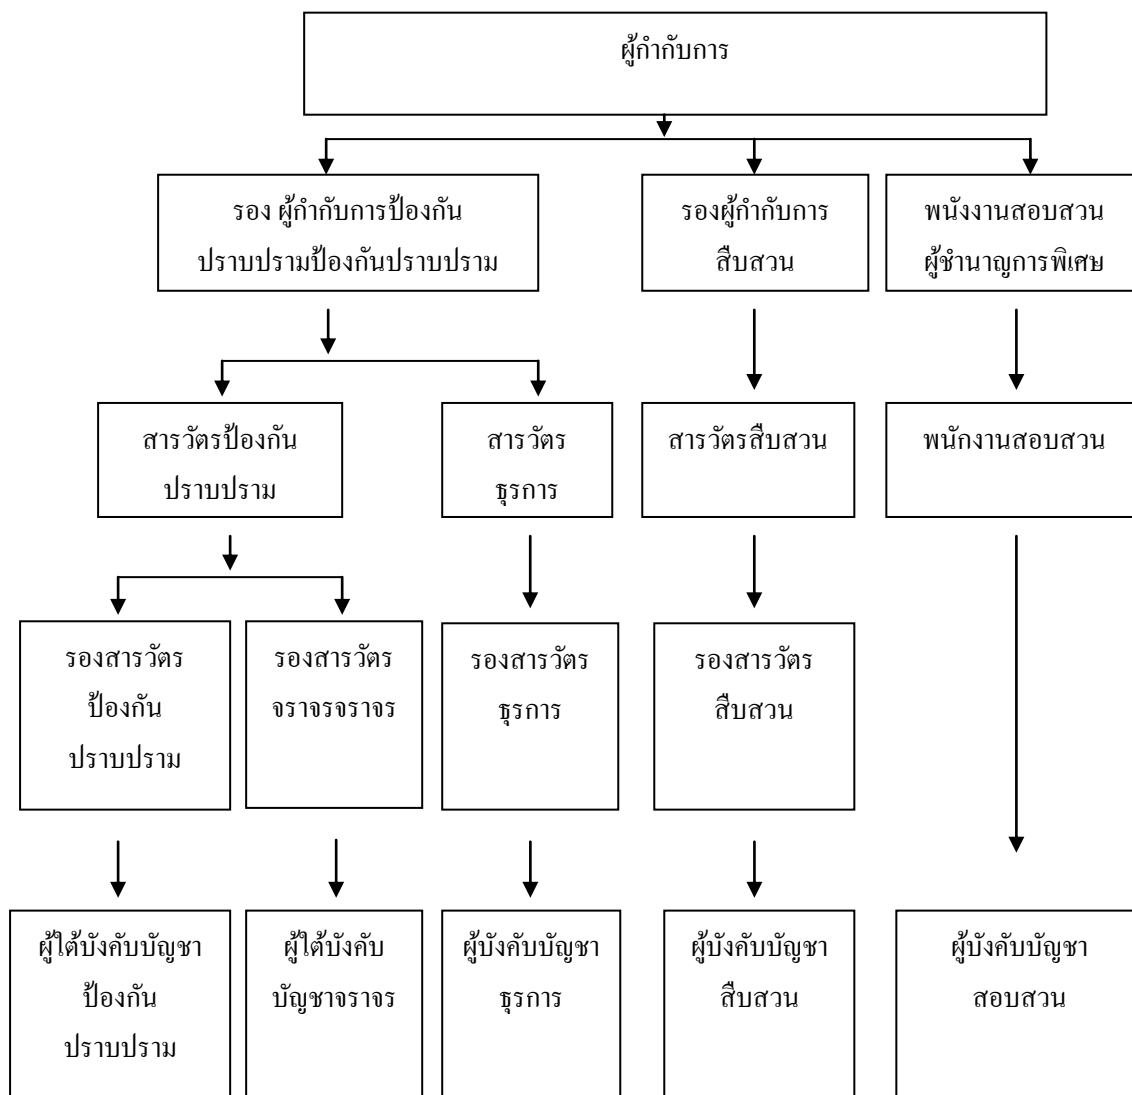 ผู้กำกับการ
รอง ผู้กำกับการป้องกัน
ปราบปรามป้องกันปราบปราม
รองผู้กำกับการ
สืบสวน
พนังงานสอบสวน
ผู้ชำนาญการพิเศษ
สารวัตรป้องกัน
ปราบปราม
สารวัตร
ธุรการ
สารวัตรสืบสวน
พนักงานสอบสวน
รองสารวัตร
ป้องกัน
ปราบปราม
รองสารวัตร
จราจรจราจร
รองสารวัตร
ธุรการ
รองสารวัตร
สืบสวน
ผู้ใต้บังคับบัญชา
ป้องกัน
ปราบปราม
ผู้ใต้บังคับ
บัญชาจราจร
ผู้บังคับบัญชา
ธุรการ
ผู้บังคับบัญชา
สืบสวน
ผู้บังคับบัญชา
สอบสวน